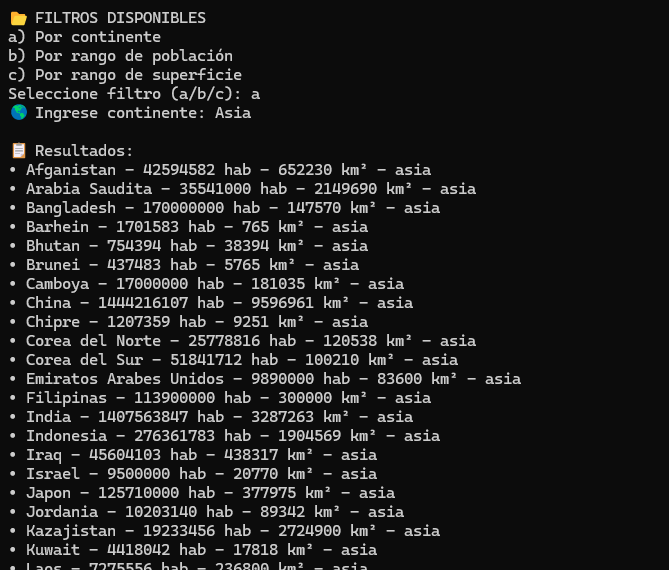 📂 FILTROS DISPONIBLES
a) Por continente
b) Por rango de población
c) Por rango de superficie
Seleccione filtro (a/b/c): a
🌎 Ingrese continente: Asia
📋 Resultados:
• Afganistan - 42594582 hab - 652230 km² - asia
• Arabia Saudita - 35541000 hab - 2149690 km² - asia
• Bangladesh - 170000000 hab - 147570 km² - asia
• Barhein - 1701583 hab - 765 km² - asia
• Bhutan - 754394 hab - 38394 km² - asia
• Brunei - 437483 hab - 5765 km² - asia
• Camboya - 17000000 hab - 181035 km² - asia
• China - 1444216107 hab - 9596961 km² - asia
• Chipre - 1207359 hab - 9251 km² - asia
• Corea del Norte - 25778816 hab - 120538 km² - asia
• Corea del Sur - 51841712 hab - 100210 km² - asia
• Emiratos Arabes Unidos - 9890000 hab - 83600 km² - asia
• Filipinas - 113900000 hab - 300000 km² - asia
• India - 1407563847 hab - 3287263 km² - asia
• Indonesia - 276361783 hab - 1904569 km² - asia
• Iraq - 45604103 hab - 438317 km² - asia
• Israel - 9500000 hab - 20770 km² - asia
• Japon - 125710000 hab - 377975 km² - asia
• Jordania - 10203140 hab - 89342 km² - asia
• Kazajistan - 19233456 hab - 2724900 km² - asia
• Kuwait - 4418042 hab - 17818 km² - asia
• Laos - 7275556 hab - 236800 km² - asia